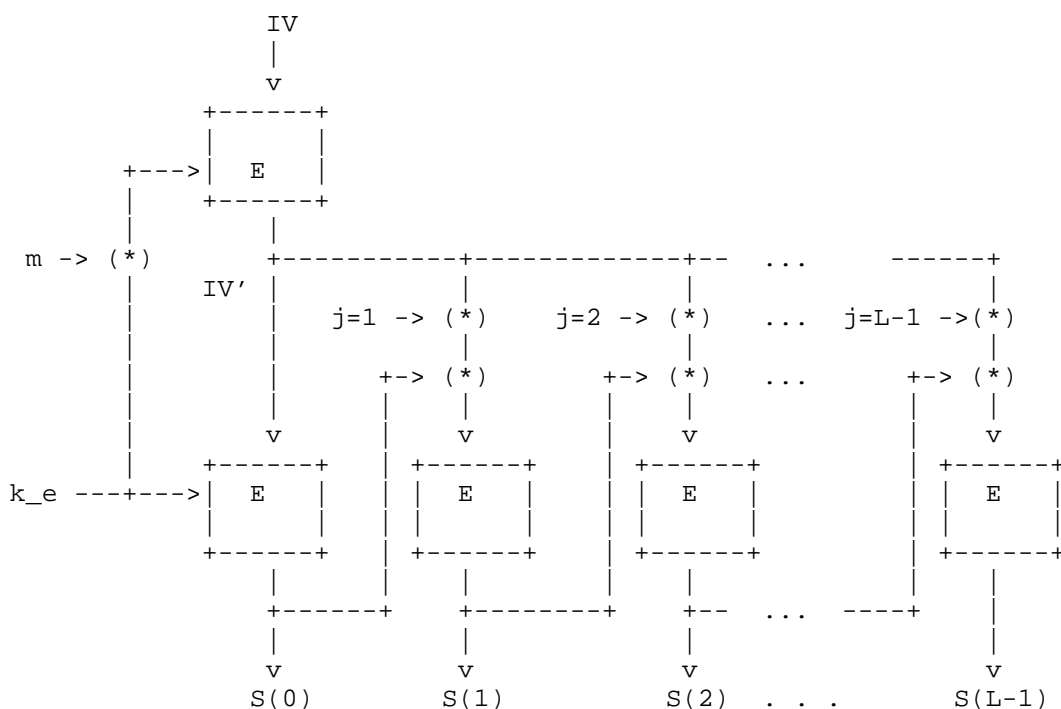 IV
E
m -> (*)
...
IV'
j=1 -> (*) j=2 -> (*) ... j=L-1 ->(*)
+-> (*) +-> (*) ... +-> (*)
k_e E E E E
...
S(0) S(1) S(2) . . . S(L-1)